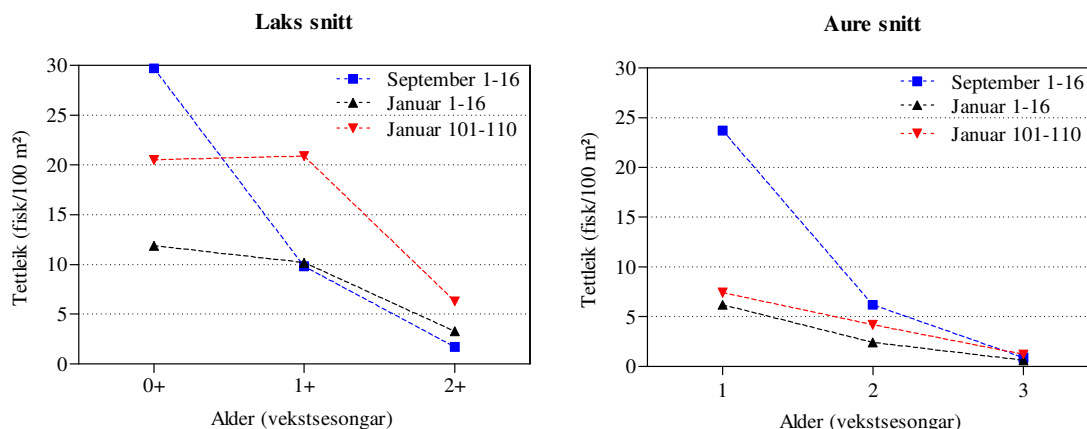 Laks snitt
30
25
20
15
10
5
0
Tettleik (fisk/100 m²)
September 1-16
Januar 1-16
Januar 101-110
0+
1+
2+
Alder (vekstsesongar)
Aure snitt
30
25
20
15
10
5
0
Tettleik (fisk/100 m²)
September 1-16
Januar 1-16
Januar 101-110
1
2
3
Alder (vekstsesongar)